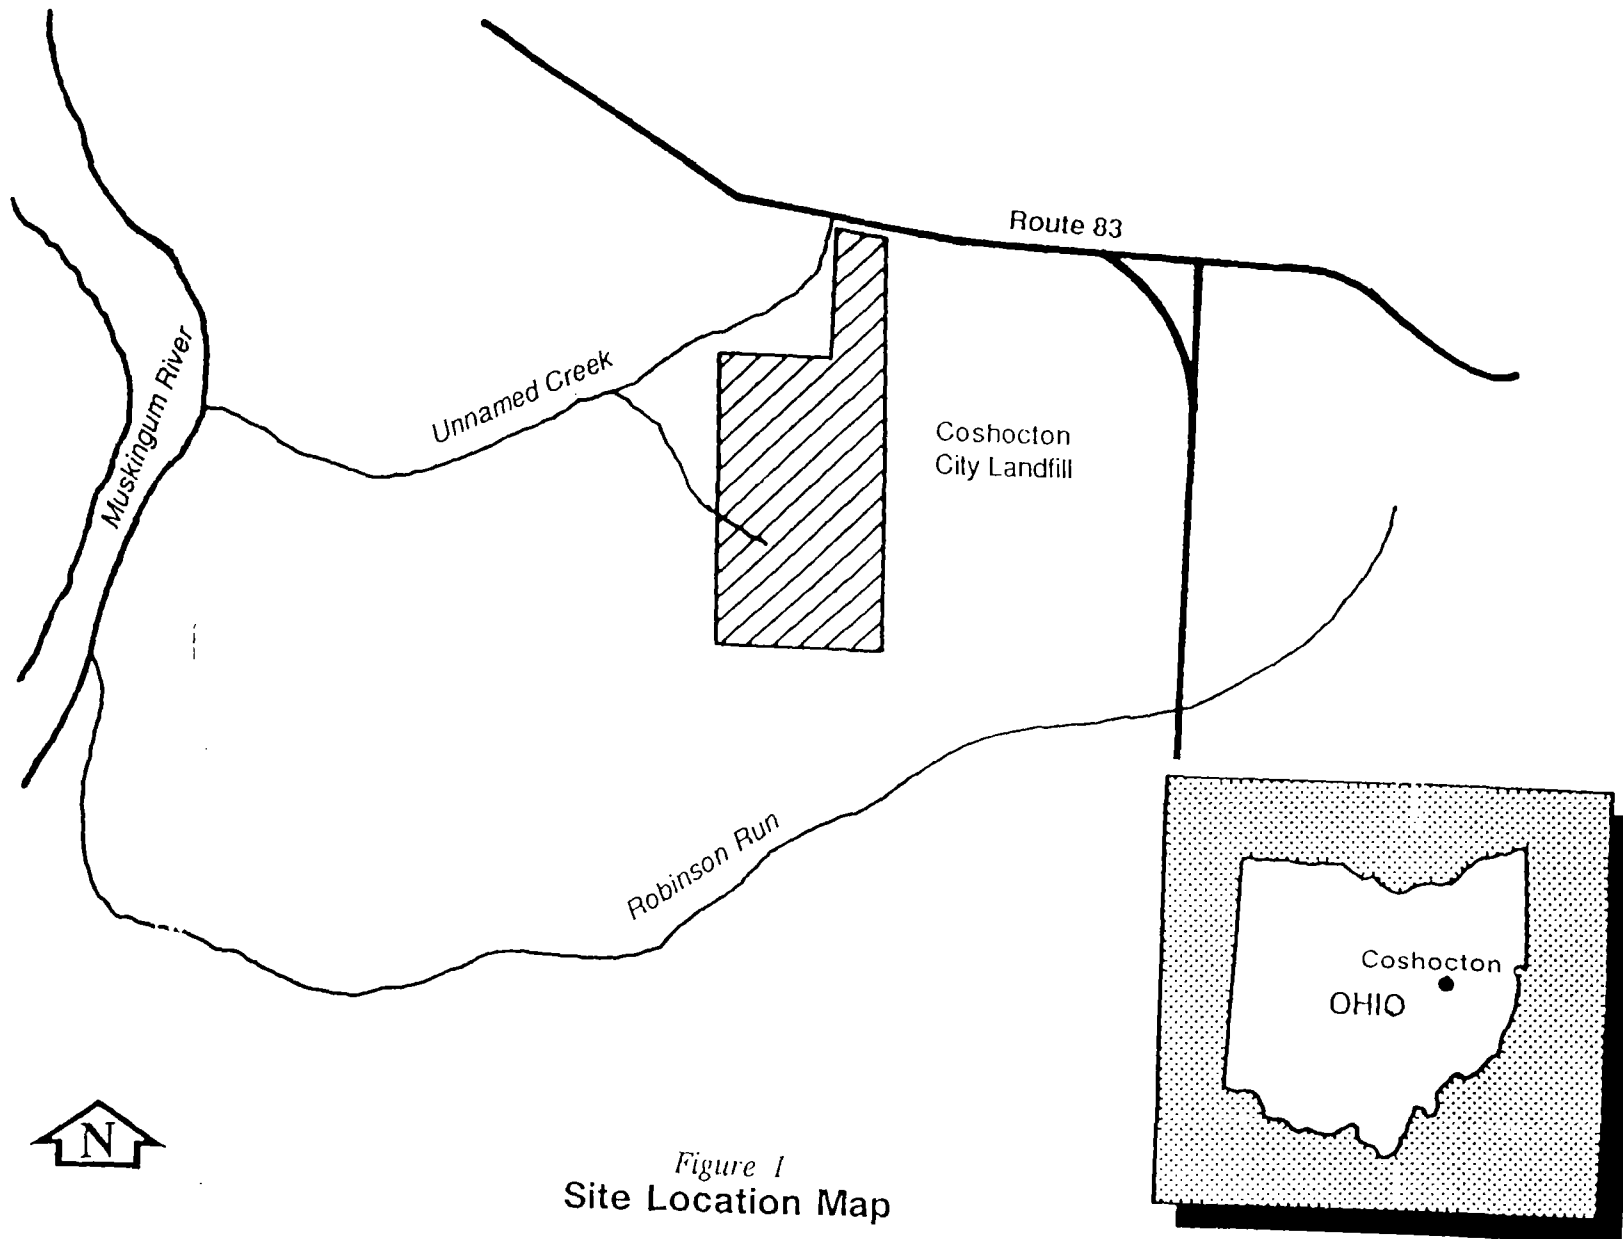 Route 83
Muskingum River
Unnamed Creek
Coshocton
City Landfill
Robinson Run
Coshocton
OHIO
N
Figure 1
Site Location Map